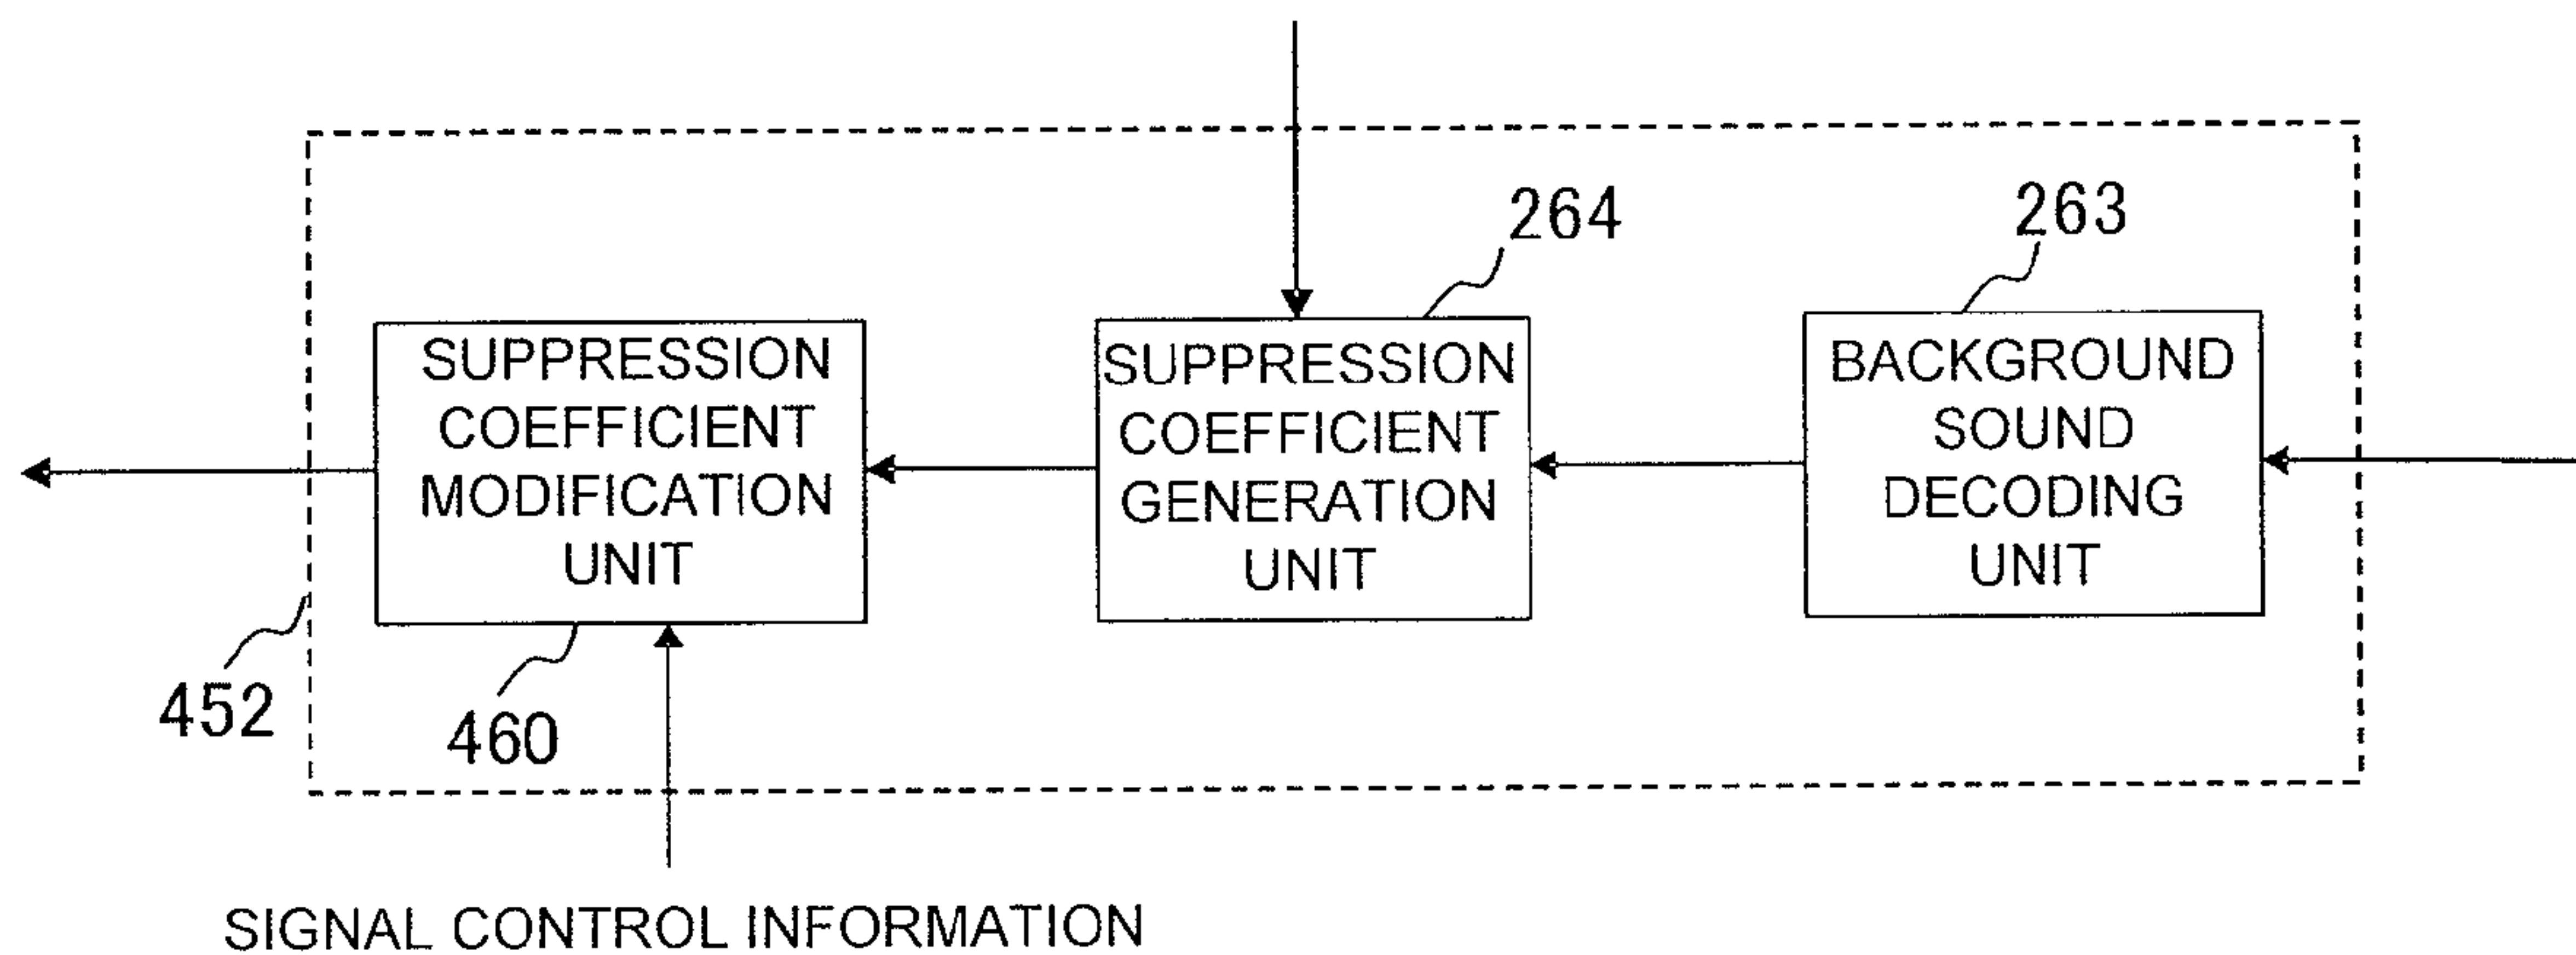 264
263
SUPPRESSION
COEFFICIENT
MODIFICATION
UNIT
SUPPRESSION
COEFFICIENT
GENERATION
UNIT
BACKGROUND
SOUND
DECODING
UNIT
452
460
SIGNAL CONTROL INFORMATION